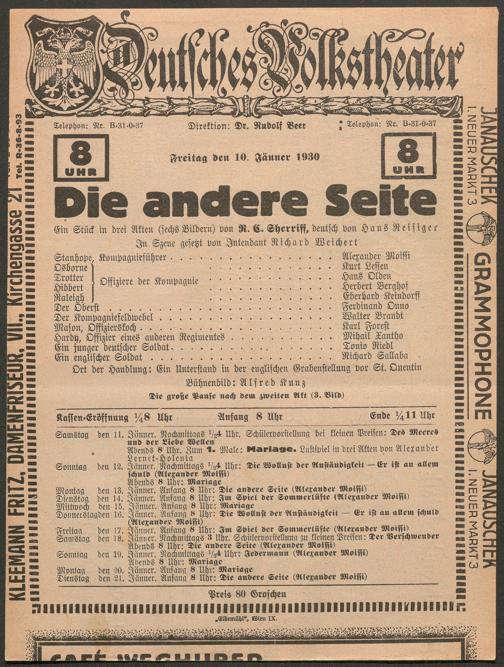 Deutsches Volkstheater
Telephon: Nr. B-31-0-37 Direktion: Dr. Rudolf Beer Telephon: Nr. B-31-0-37
8 UHR Freitag den 10. Jänner 1930 8 UHR
Die andere Seite
Ein Stück in drei Akten (sechs Bildern) von R. C. Sherriff, deutsch von Hans Reisiger
In Szene gesetzt von Intendant Richard Weichert
Stanhope, Kompagnieführer Alexander Moissi
Osborne Kurt Lessen
Trotter Hans Olden
Hibbert Offiziere der Kompagnie Herbert Berghof
Raleigh Eberhard Keindorff
Der Oberst Ferdinand Onno
Der Kompagniefeldwebel Walter Brandt
Mason, Offizierskoch Karl Forest
Hardy, Offizier eines anderen Regimentes Mihail Xantho
Ein junger deutscher Soldat Tonio Riedl
Ein englischer Soldat Richard Sallaba
Ort der Handlung: Ein Unterstand in der englischen Grabenstellung vor St. Quentin
Bühnenbild: Alfred Kunz
Die große Pause nach dem zweiten Akt (3. Bild)
Kassen-Eröffnung ¼8 Uhr Anfang 8 Uhr Ende ¼11 Uhr
Samstag den 11. Jänner, Nachmittags ¼4 Uhr, Schülervorstellung bei kleinen Preisen: Des Meeres
und der Liebe Wellen
Abends 8 Uhr. Zum 1. Male: Mariage. Lustspiel in drei Akten von Alexander
Lernet-Holenia
Sonntag den 12. Jänner, Nachmittags ¼4 Uhr: Die Wollust der Anständigkeit — Er ist an allem
schuld (Alexander Moissi)
Abends 8 Uhr: Mariage
Montag den 13. Jänner, Anfang 8 Uhr: Die andere Seite (Alexander Moissi)
Dienstag den 14. Jänner, Anfang 8 Uhr: Im Spiel der Sommerlüfte (Alexander Moissi)
Mittwoch den 15. Jänner, Anfang 8 Uhr: Mariage
Donnerstag den 16. Jänner, Anfang 8 Uhr: Die Wollust der Anständigkeit — Er ist an allem schuld
(Alexander Moissi)
Freitag den 17. Jänner, Anfang 8 Uhr: Im Spiel der Sommerlüfte (Alexander Moissi)
Samstag den 18. Jänner, Nachmittags 3 Uhr, Schülervorstellung zu kleinen Preisen: Der Verschwender
Abends 8 Uhr: Die andere Seite (Alexander Moissi)
Sonntag den 19. Jänner, Nachmittags ¼4 Uhr: Jedermann (Alexander Moissi)
Abends 8 Uhr: Mariage
Montag den 20. Jänner, Anfang 8 Uhr: Mariage
Dienstag den 21. Jänner, Anfang 8 Uhr: Die andere Seite (Alexander Moissi)
Preis 80 Groschen
„Elbemühl", Wien IX.
KLEEMANN FRITZ, DAMENFRISEUR, VII., Kirchengasse 21 Tel. R-36-8-93
JANAUSCHEK
I. NEUER MARKT 3
GRAMMOPHONE
JANAUSCHEK
I. NEUER MARKT 3
CAFÉ WEGHUBER